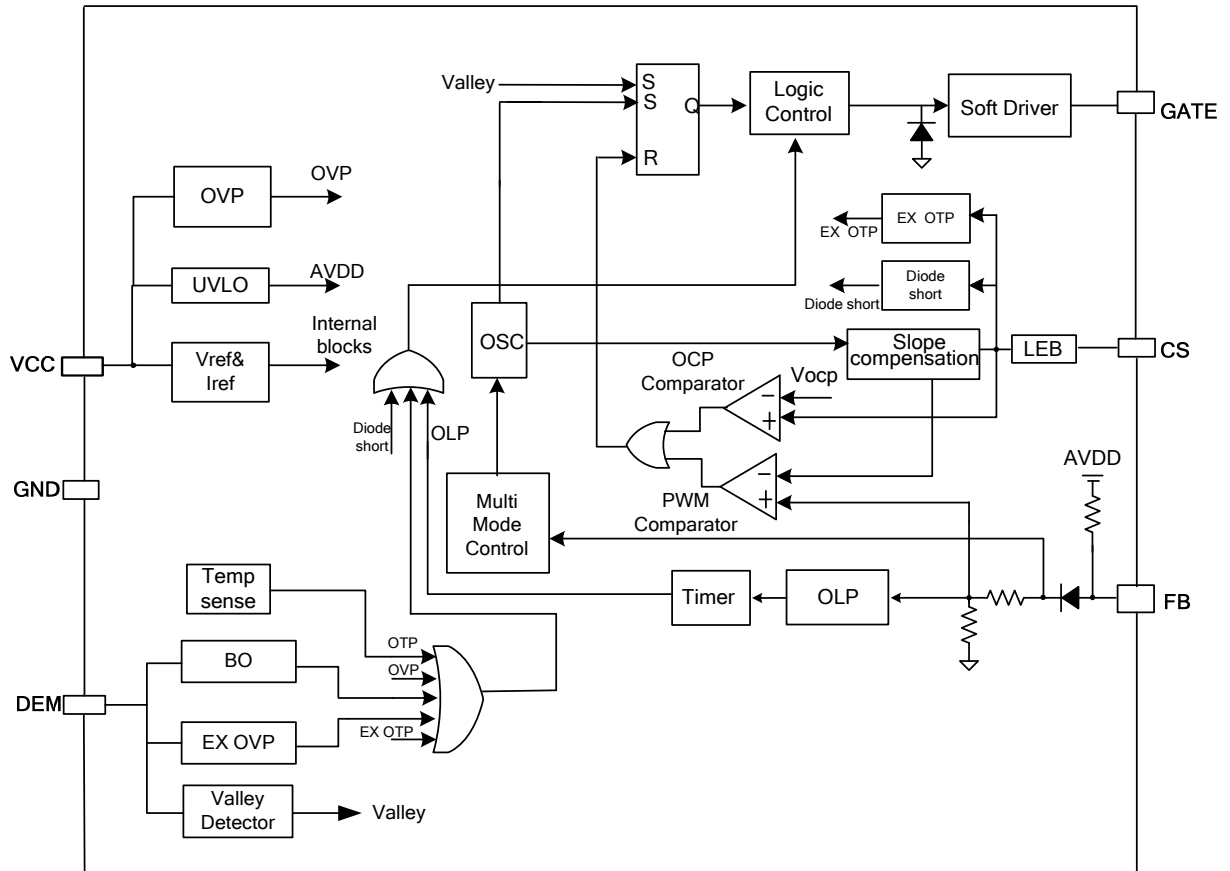 Valley
S
S
Q
R
Logic
Control
Soft Driver
GATE
OVP
OVP
EX OTP
EX OTP
UVLO
AVDD
Diode
short
Diode short
VCC
Vref&
Iref
Internal
blocks
OSC
Slope
compensation
LEB
CS
OCP
Comparator
Vocp
−
+
Diode
short
OLP
GND
Multi
Mode
Control
PWM
Comparator
−
+
AVDD
Temp
sense
Timer
OLP
FB
OTP
OVP
BO
DEM
EX OVP
EX OTP
Valley
Detector
Valley